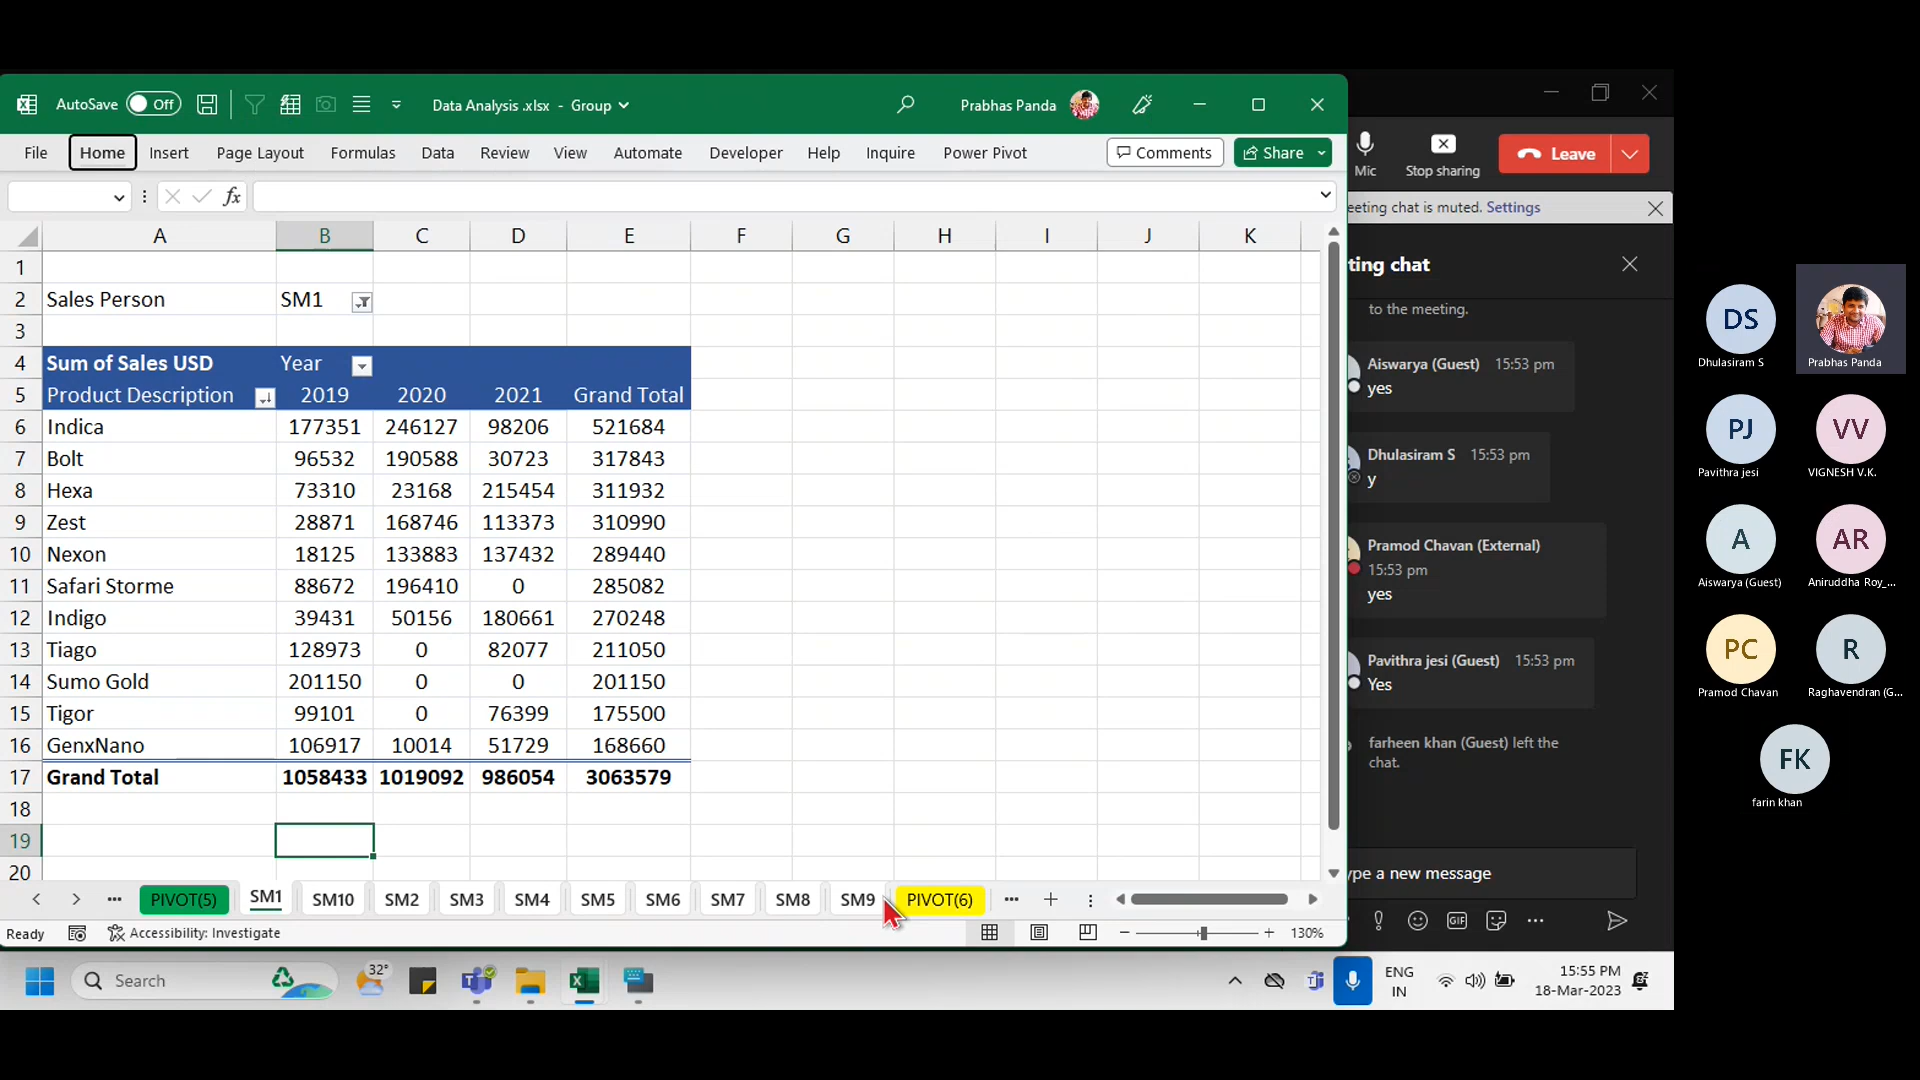 AutoSave Off Data Analysis .xlsx - Group Prabhas Panda
File Home Insert Page Layout Formulas Data Review View Automate Developer Help Inquire Power Pivot Comments Share
fx
A B C D E F G H I J K
1
2 Sales Person SM1
3
4 Sum of Sales USD Year
5 Product Description 2019 2020 2021 Grand Total
6 Indica 177351 246127 98206 521684
7 Bolt 96532 190588 30723 317843
8 Hexa 73310 23168 215454 311932
9 Zest 28871 168746 113373 310990
10 Nexon 18125 133883 137432 289440
11 Safari Storme 88672 196410 0 285082
12 Indigo 39431 50156 180661 270248
13 Tiago 128973 0 82077 211050
14 Sumo Gold 201150 0 0 201150
15 Tigor 99101 0 76399 175500
16 GenxNano 106917 10014 51729 168660
17 Grand Total 1058433 1019092 986054 3063579
18
19
20
PIVOT(5) SM1 SM10 SM2 SM3 SM4 SM5 SM6 SM7 SM8 SM9 PIVOT(6)
Ready Accessibility: Investigate 130%
Mic Stop sharing Leave
eeting chat is muted. Settings
ting chat
to the meeting.
Aiswarya (Guest) 15:53 pm
yes
Dhulasiram S 15:53 pm
y
Pramod Chavan (External)
15:53 pm
yes
Pavithra jesi (Guest) 15:53 pm
Yes
farheen khan (Guest) left the
chat.
ype a new message
GIF
DS
Dhulasiram S
Prabhas Panda
PJ
Pavithra jesi
VV
VIGNESH V.K.
A
Aiswarya (Guest)
AR
Aniruddha Roy_...
PC
Pramod Chavan
R
Raghavendran (G...
FK
farin khan
Search 32° ENG
IN
15:55 PM
18-Mar-2023